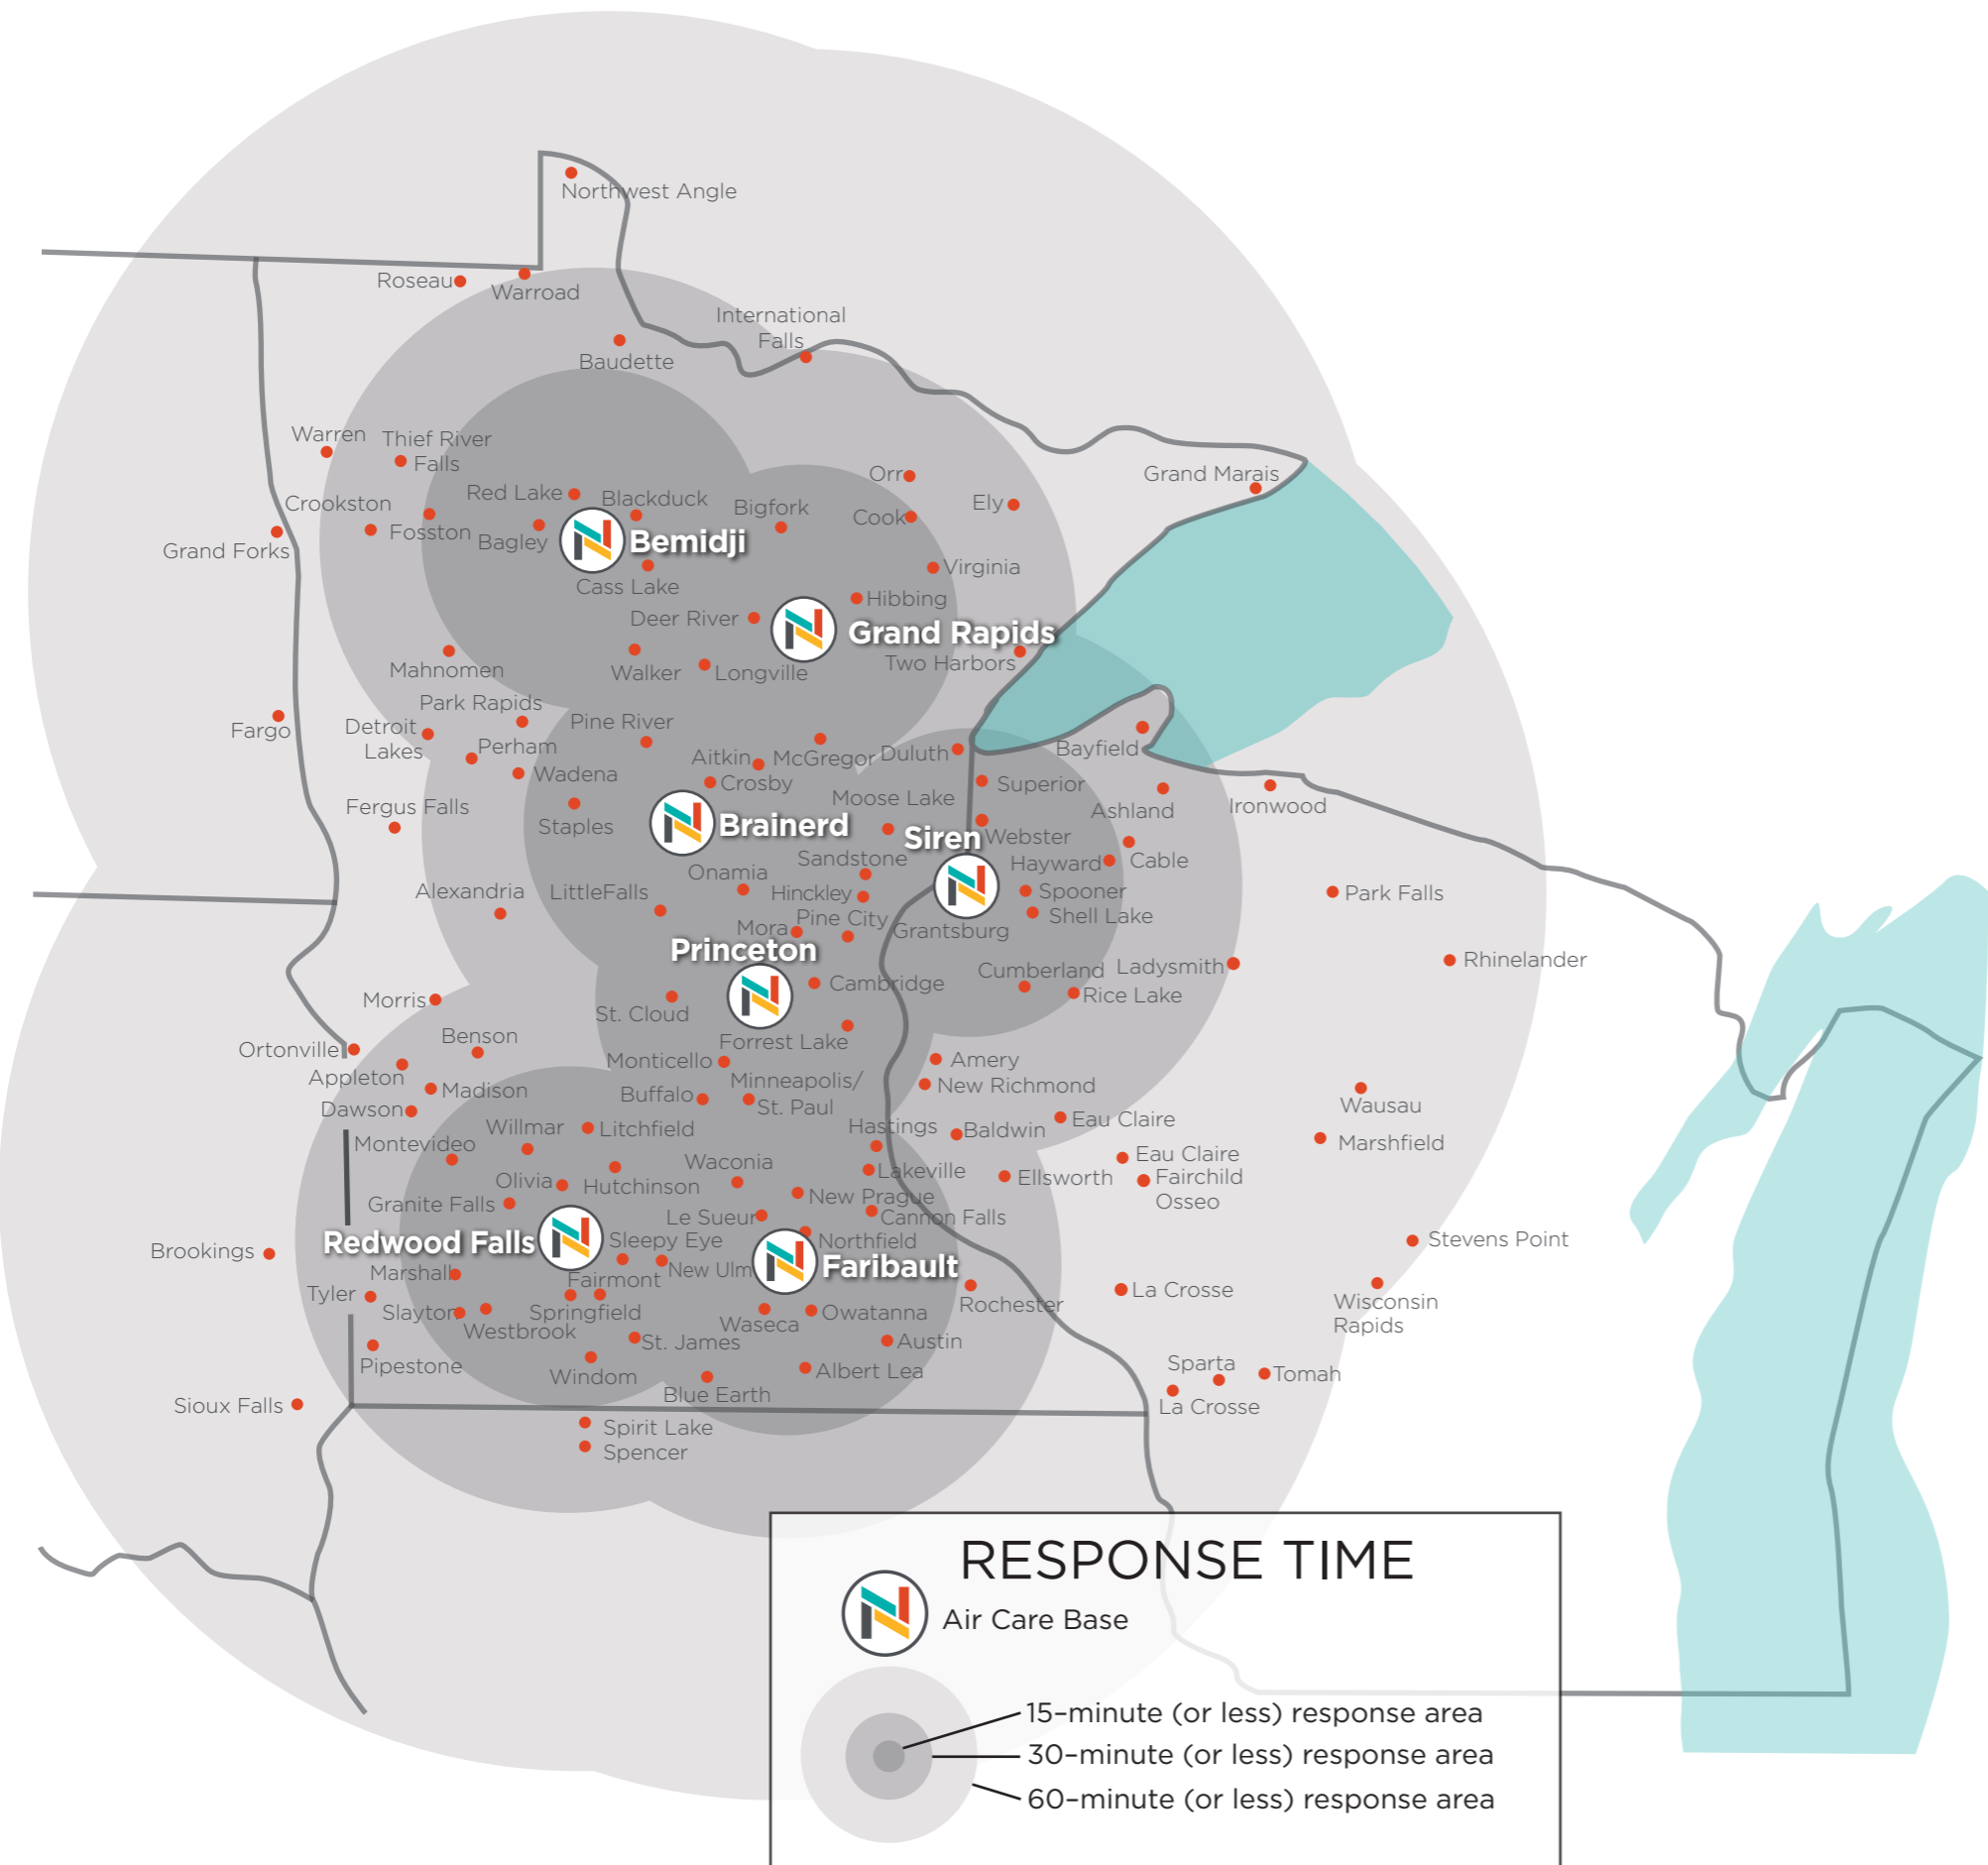 Northwest Angle
Roseau
Warroad
International
Falls
Baudette
Warren
Thief River
Falls
Orr
Grand Marais
Red Lake
Blackduck
Bigfork
Ely
Crookston
Cook
Fosston
Bagley
Bemidji
Grand Forks
Virginia
Cass Lake
Hibbing
Deer River
Grand Rapids
Two Harbors
Mahnomen
Walker
Longville
Park Rapids
Pine River
Fargo
Detroit
Lakes
Perham
Aitkin
McGregor
Duluth
Bayfield
Wadena
Crosby
Superior
Moose Lake
Ashland
Ironwood
Fergus Falls
Staples
Brainerd
Siren
Webster
Sandstone
Hayward
Cable
Onamia
Alexandria
LittleFalls
Hinckley
Spooner
Park Falls
Pine City
Shell Lake
Mora
Grantsburg
Princeton
Rhinelander
Cumberland
Ladysmith
Cambridge
Rice Lake
Morris
St. Cloud
Benson
Forrest Lake
Ortonville
Monticello
Amery
Appleton
Minneapolis/
St. Paul
New Richmond
Madison
Buffalo
Dawson
Wausau
Willmar
Litchfield
Hastings
Baldwin
Eau Claire
Montevideo
Marshfield
Waconia
Lakeville
Eau Claire
Olivia
Hutchinson
Ellsworth
Fairchild
Osseo
Granite Falls
New Prague
Le Sueur
Cannon Falls
Redwood Falls
Sleepy Eye
Northfield
Stevens Point
Brookings
New Ulm
Faribault
Marshall
Fairmont
Tyler
La Crosse
Rochester
Wisconsin
Rapids
Slayton
Springfield
Owatanna
Westbrook
Waseca
St. James
Austin
Pipestone
Windom
Albert Lea
Sparta
Tomah
Blue Earth
Sioux Falls
La Crosse
Spirit Lake
Spencer
RESPONSE TIME
Air Care Base
15–minute (or less) response area
30–minute (or less) response area
60–minute (or less) response area